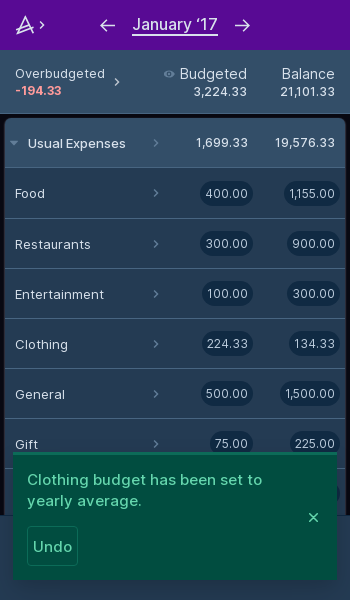 January ‘17
Overbudgeted Budgeted Balance
-194.33 3,224.33 21,101.33
Usual Expenses 1,699.33 19,576.33
Food 400.00 1,155.00
Restaurants 300.00 900.00
Entertainment 100.00 300.00
Clothing 224.33 134.33
General 500.00 1,500.00
Gift 75.00 225.00
Clothing budget has been set to
yearly average.
Undo